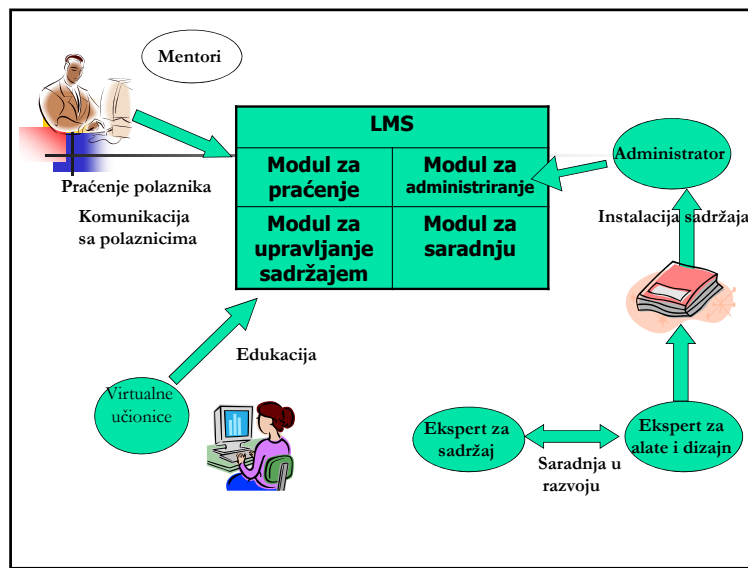 Mentori
LMS
Modul za
praćenje
Modul za
administriranje
Modul za
upravljanje
sadržajem
Modul za
saradnju
Administrator
Praćenje polaznika
Komunikacija
sa polaznicima
Instalacija sadržaja
Edukacija
Virtualne
učionice
Ekspert za
sadržaj
Ekspert za
alate i dizajn
Saradnja u
razvoju